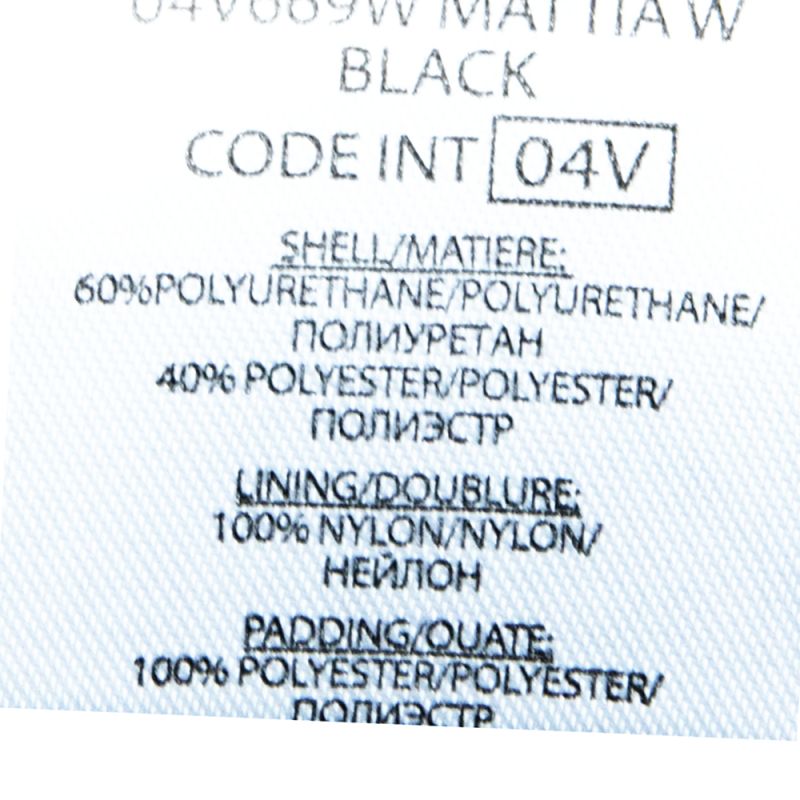 BLACK
CODE INT 04V
SHELL/MATIERE:
60%POLYURETHANE/POLYURETHANE/
ПОЛИУРЕТАН
40% POLYESTER/POLYESTER/
ПОЛИЭСТР
LINING/DOUBLURE:
100% NYLON/NYLON/
НЕЙЛОН
PADDING/OUATE:
100% POLYESTER/POLYESTER/
ПОЛИЭСТР